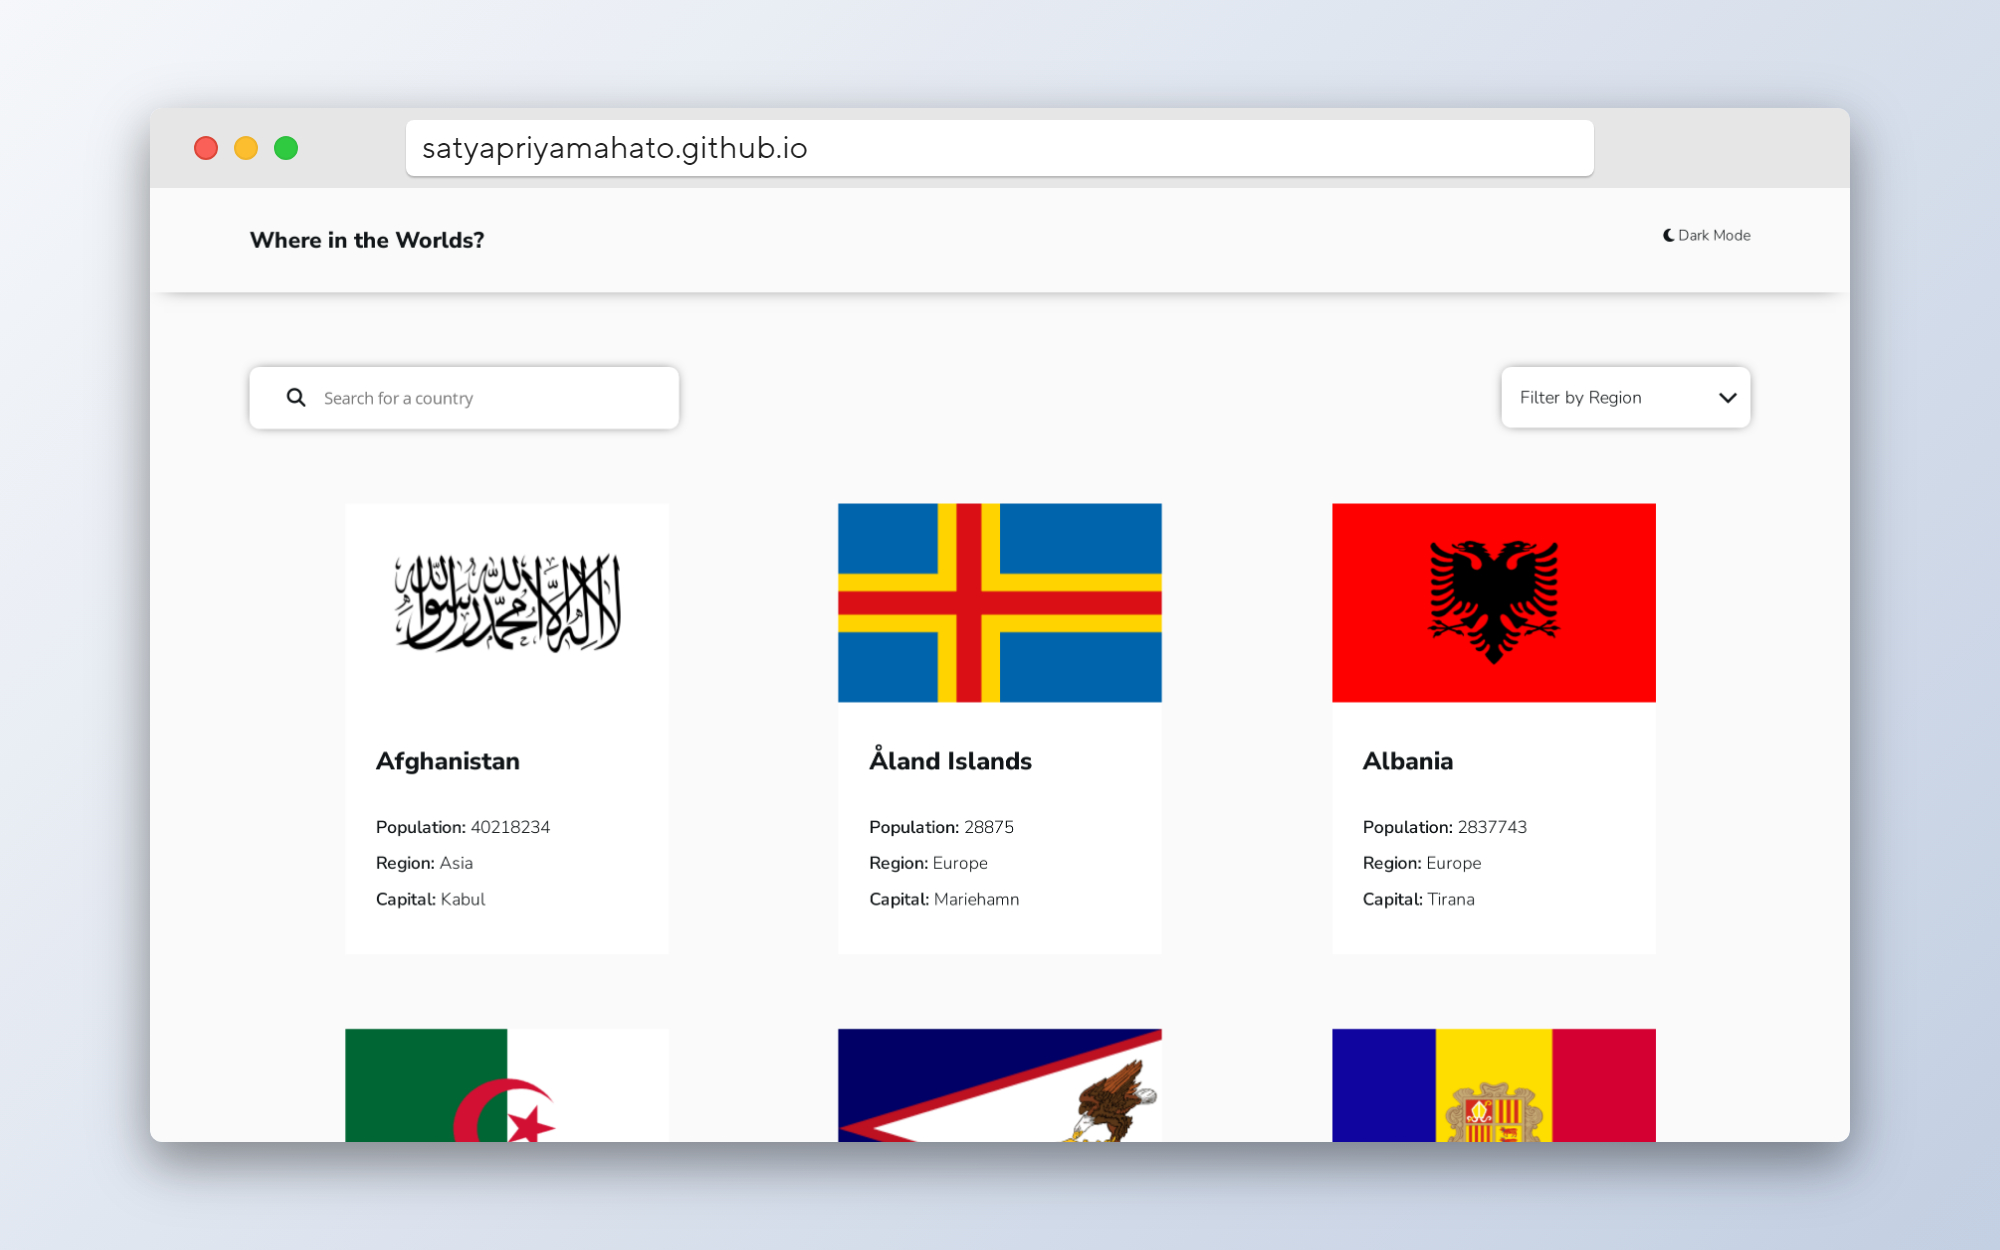 satyapriyamahato.github.io
Where in the Worlds?
Dark Mode
Search for a country
Filter by Region
لا إله إلا الله محمد رسول الله
Afghanistan
Population: 40218234
Region: Asia
Capital: Kabul
Åland Islands
Population: 28875
Region: Europe
Capital: Mariehamn
Albania
Population: 2837743
Region: Europe
Capital: Tirana